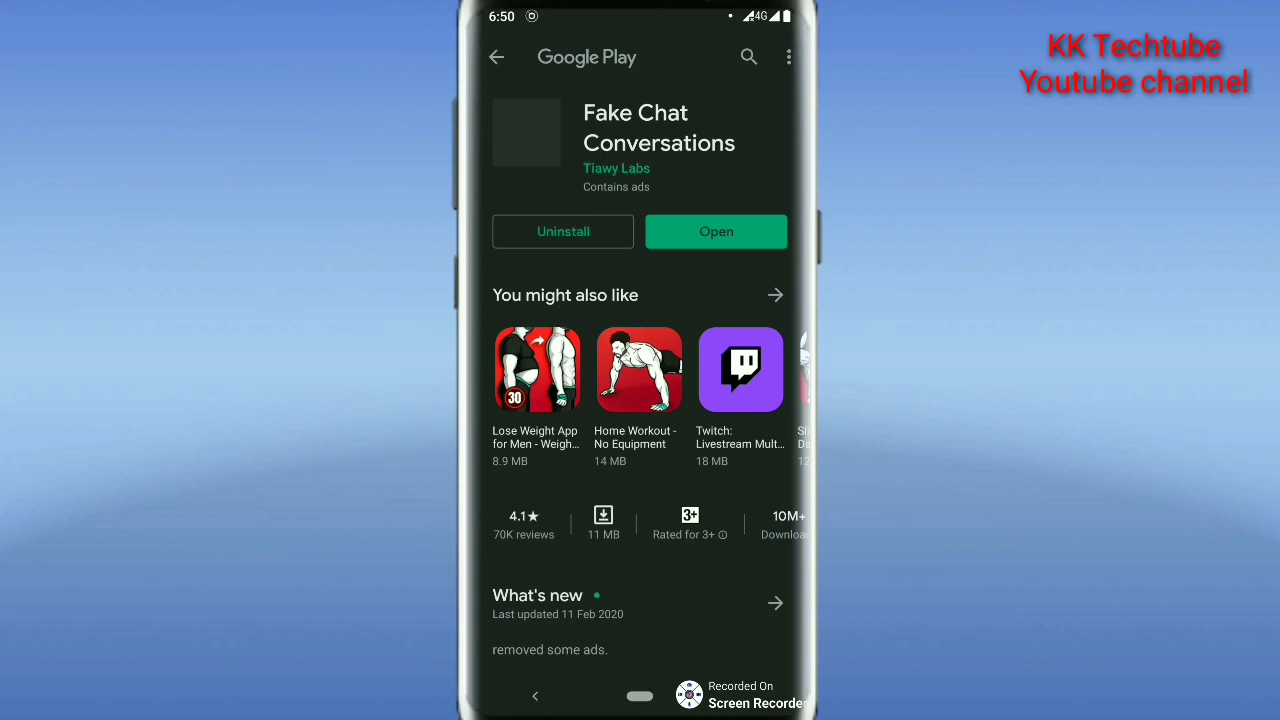 KK Techtube
Youtube channel
6:50
4G
Google Play
Fake Chat
Conversations
Tiawy Labs
Contains ads
Uninstall
Open
You might also like
30
Lose Weight App
for Men - Weigh...
8.9 MB
Home Workout -
No Equipment
14 MB
Twitch:
Livestream Mult...
18 MB
4.1★
70K reviews
11 MB
3+
Rated for 3+
10M+
What's new
Last updated 11 Feb 2020
removed some ads.
Recorded On
Screen Recorder